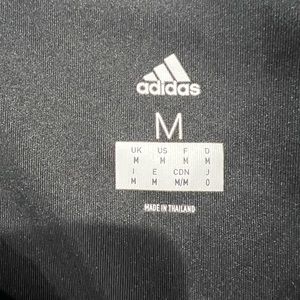 adidas
M
UK US F D
M M M M
I E CDN J
M M M/M O
MADE IN THAILAND